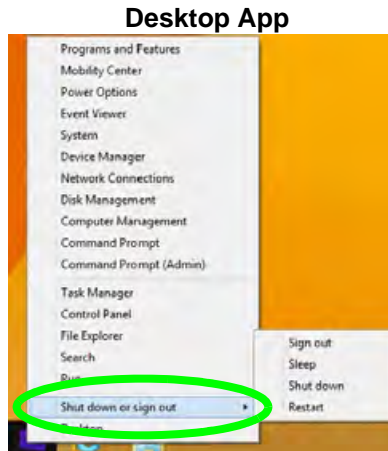 Desktop App
Programs and Features
Mobility Center
Power Options
Event Viewer
System
Device Manager
Network Connections
Disk Management
Computer Management
Command Prompt
Command Prompt (Admin)
Task Manager
Control Panel
File Explorer
Search
Run
Shut down or sign out
Desktop
Sign out
Sleep
Shut down
Restart